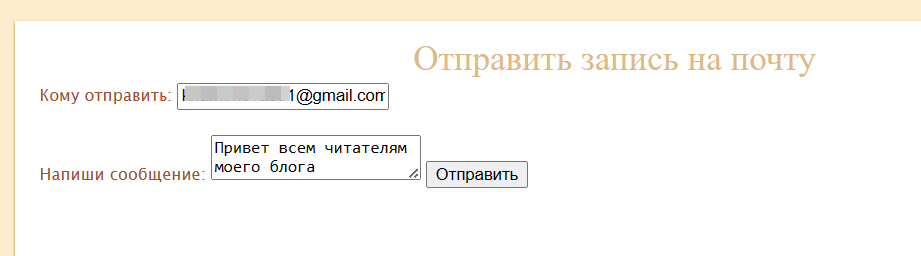 Отправить запись на почту
Кому отправить: 1@gmail.com
Привет всем читателям
моего блога
Напиши сообщение: Отправить